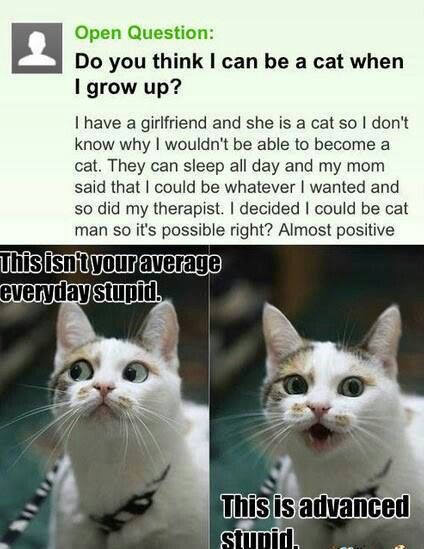 Open Question:
Do you think I can be a cat when
I grow up?
I have a girlfriend and she is a cat so I don't
know why I wouldn't be able to become a
cat. They can sleep all day and my mom
said that I could be whatever I wanted and
so did my therapist. I decided I could be cat
man so it's possible right? Almost positive
This isn't your average
everyday stupid.
This is advanced
stupid.